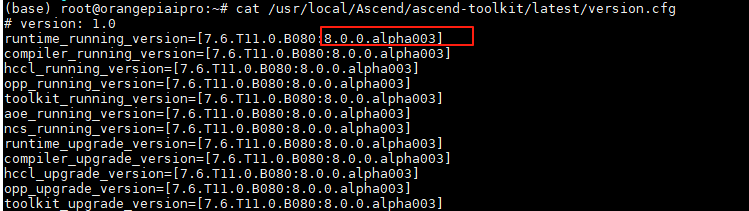 (base) root@orangepiaipro:~# cat /usr/local/Ascend/ascend-toolkit/latest/version.cfg
# version: 1.0
runtime_running_version=[7.6.T11.0.B080:8.0.0.alpha003]
compiler_running_version=[7.6.T11.0.B080:8.0.0.alpha003]
hccl_running_version=[7.6.T11.0.B080:8.0.0.alpha003]
opp_running_version=[7.6.T11.0.B080:8.0.0.alpha003]
toolkit_running_version=[7.6.T11.0.B080:8.0.0.alpha003]
aoe_running_version=[7.6.T11.0.B080:8.0.0.alpha003]
ncs_running_version=[7.6.T11.0.B080:8.0.0.alpha003]
runtime_upgrade_version=[7.6.T11.0.B080:8.0.0.alpha003]
compiler_upgrade_version=[7.6.T11.0.B080:8.0.0.alpha003]
hccl_upgrade_version=[7.6.T11.0.B080:8.0.0.alpha003]
opp_upgrade_version=[7.6.T11.0.B080:8.0.0.alpha003]
toolkit_upgrade_version=[7.6.T11.0.B080:8.0.0.alpha003]